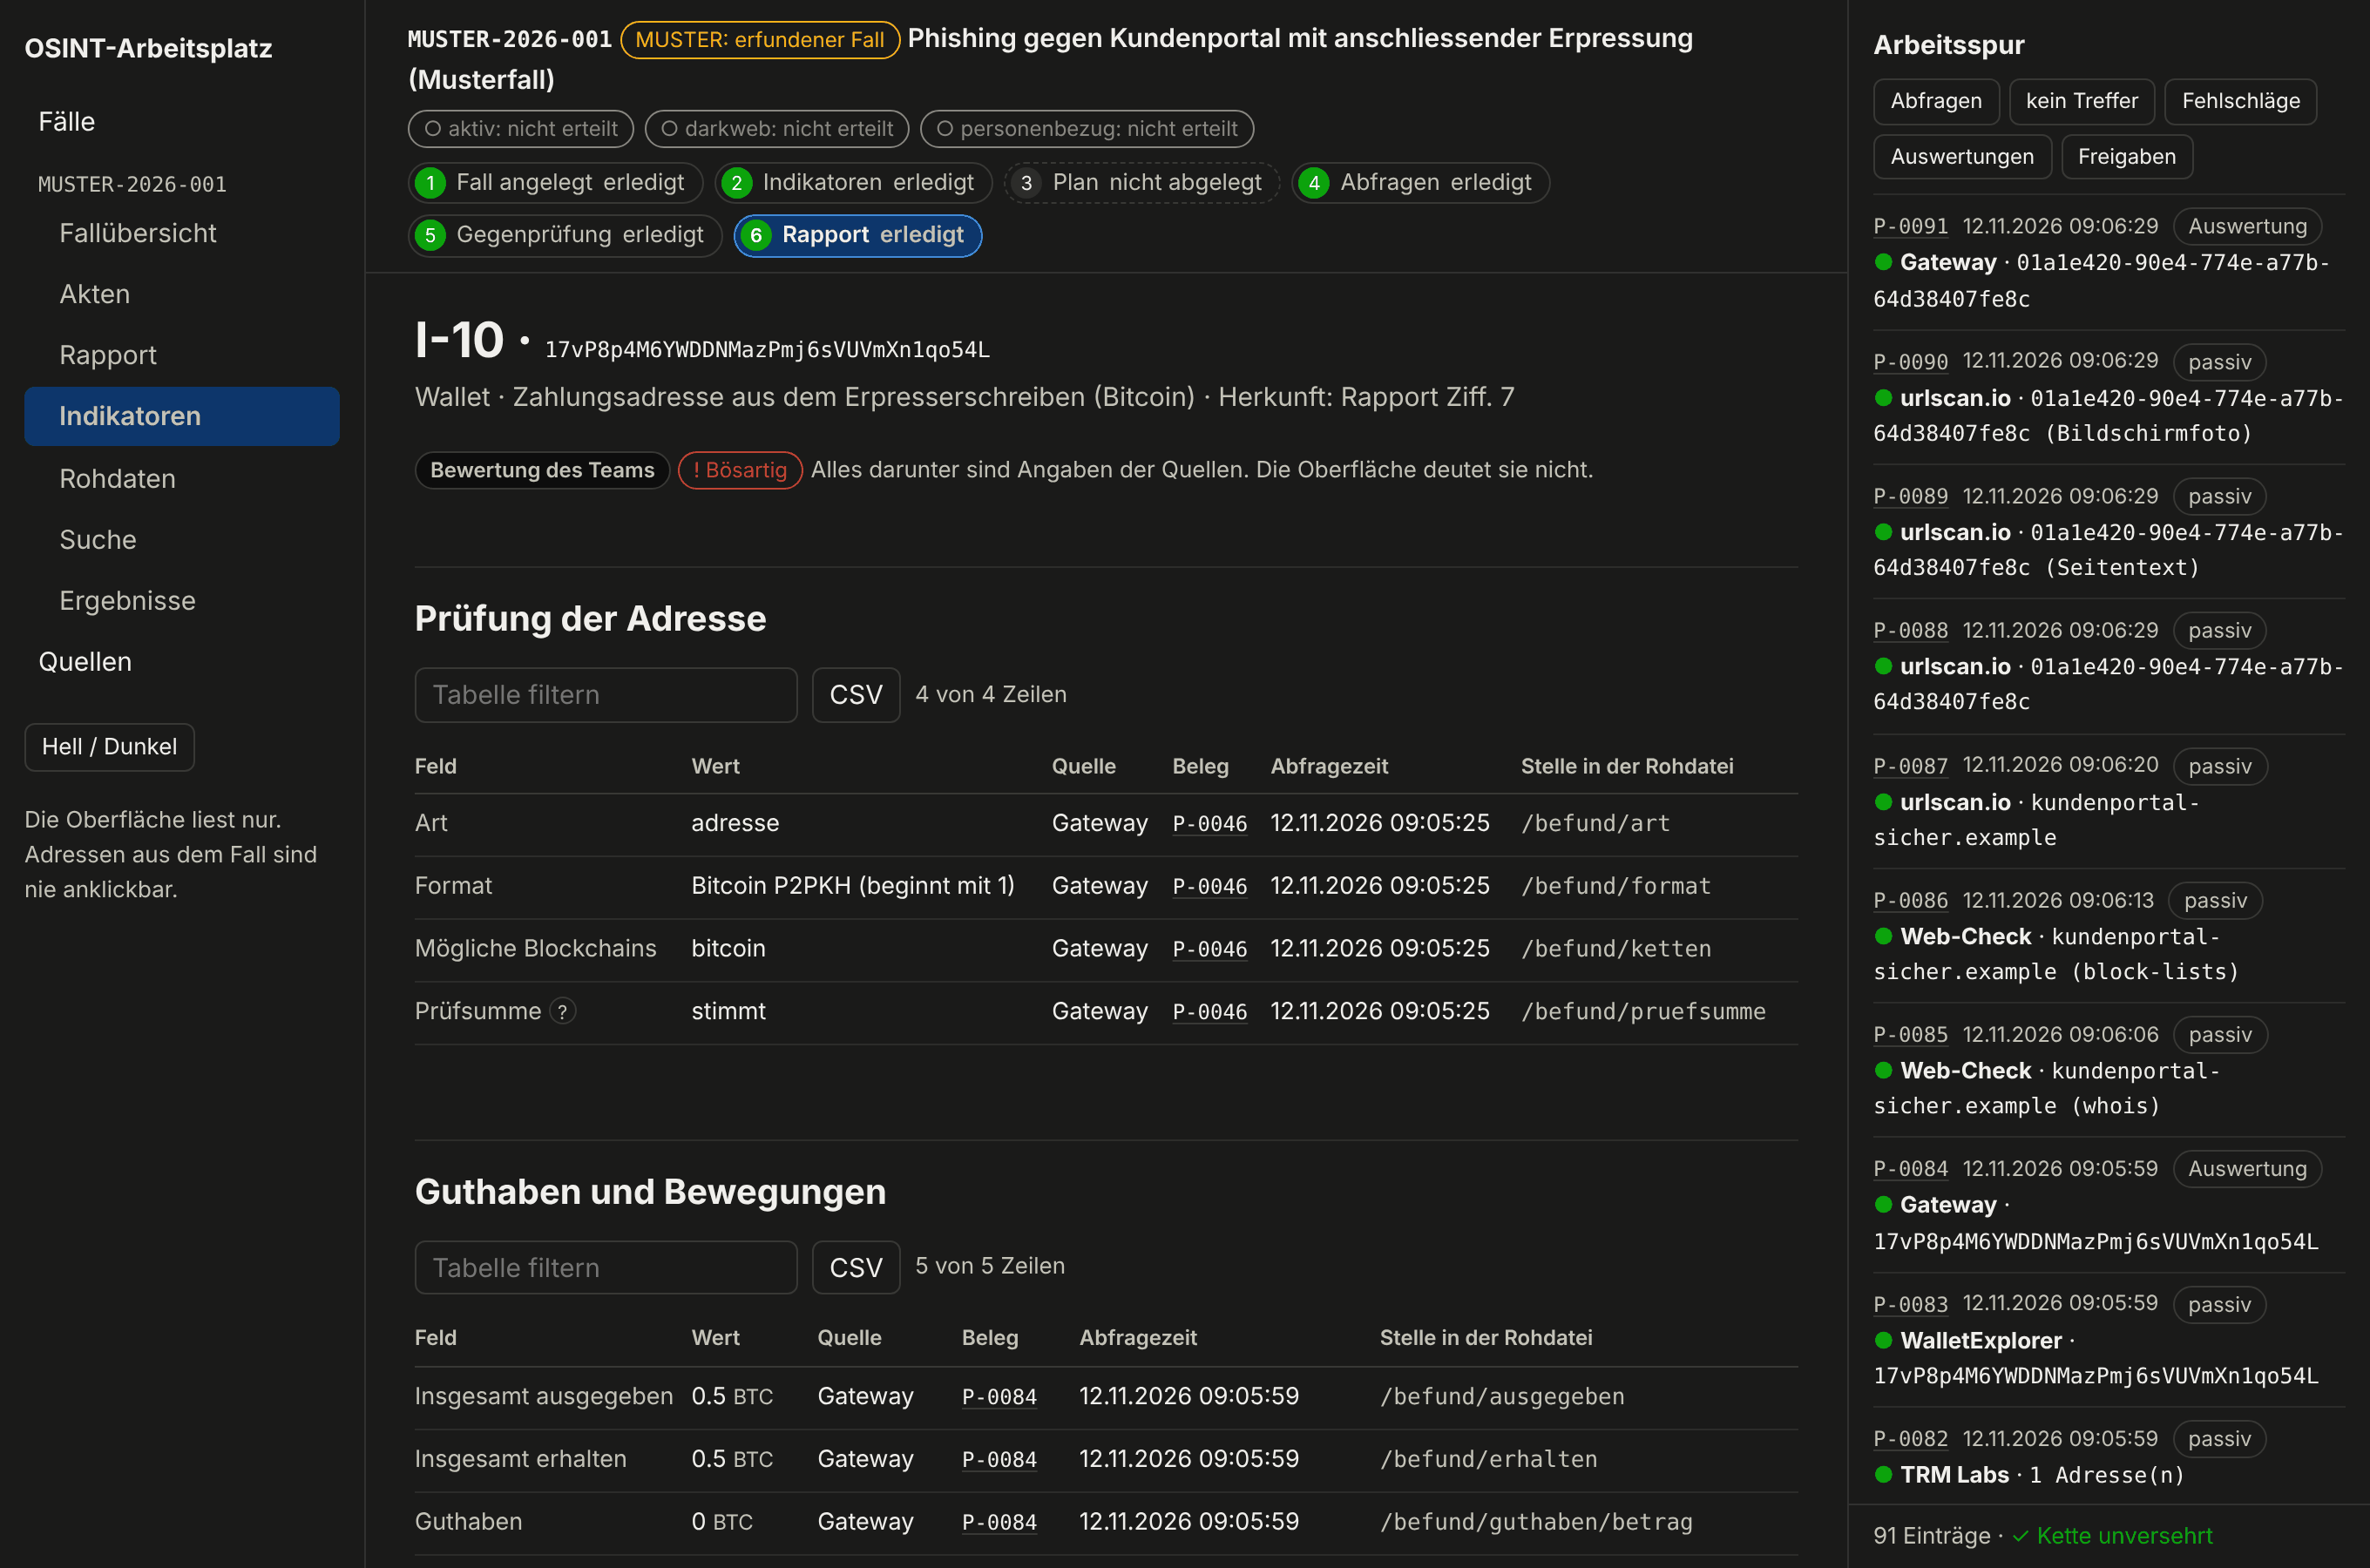 OSINT-Arbeitsplatz
Fälle
MUSTER-2026-001
Fallübersicht
Akten
Rapport
Indikatoren
Rohdaten
Suche
Ergebnisse
Quellen
Hell / Dunkel
Die Oberfläche liest nur.
Adressen aus dem Fall sind
nie anklickbar.
MUSTER-2026-001 MUSTER: erfundener Fall Phishing gegen Kundenportal mit anschliessender Erpressung
(Musterfall)
aktiv: nicht erteilt darkweb: nicht erteilt personenbezug: nicht erteilt
1 Fall angelegt erledigt 2 Indikatoren erledigt 3 Plan nicht abgelegt 4 Abfragen erledigt
5 Gegenprüfung erledigt 6 Rapport erledigt
I-10 · 17vP8p4M6YWDDNMazPmj6sVUVmXn1qo54L
Wallet · Zahlungsadresse aus dem Erpresserschreiben (Bitcoin) · Herkunft: Rapport Ziff. 7
Bewertung des Teams ! Bösartig Alles darunter sind Angaben der Quellen. Die Oberfläche deutet sie nicht.
Prüfung der Adresse
Tabelle filtern CSV 4 von 4 Zeilen
Feld Wert Quelle Beleg Abfragezeit Stelle in der Rohdatei
Art adresse Gateway P-0046 12.11.2026 09:05:25 /befund/art
Format Bitcoin P2PKH (beginnt mit 1) Gateway P-0046 12.11.2026 09:05:25 /befund/format
Mögliche Blockchains bitcoin Gateway P-0046 12.11.2026 09:05:25 /befund/ketten
Prüfsumme ? stimmt Gateway P-0046 12.11.2026 09:05:25 /befund/pruefsumme
Guthaben und Bewegungen
Tabelle filtern CSV 5 von 5 Zeilen
Feld Wert Quelle Beleg Abfragezeit Stelle in der Rohdatei
Insgesamt ausgegeben 0.5 BTC Gateway P-0084 12.11.2026 09:05:59 /befund/ausgegeben
Insgesamt erhalten 0.5 BTC Gateway P-0084 12.11.2026 09:05:59 /befund/erhalten
Guthaben 0 BTC Gateway P-0084 12.11.2026 09:05:59 /befund/guthaben/betrag
Arbeitsspur
Abfragen kein Treffer Fehlschläge
Auswertungen Freigaben
P-0091 12.11.2026 09:06:29 Auswertung
Gateway · 01a1e420-90e4-774e-a77b-
64d38407fe8c
P-0090 12.11.2026 09:06:29 passiv
urlscan.io · 01a1e420-90e4-774e-a77b-
64d38407fe8c (Bildschirmfoto)
P-0089 12.11.2026 09:06:29 passiv
urlscan.io · 01a1e420-90e4-774e-a77b-
64d38407fe8c (Seitentext)
P-0088 12.11.2026 09:06:29 passiv
urlscan.io · 01a1e420-90e4-774e-a77b-
64d38407fe8c
P-0087 12.11.2026 09:06:20 passiv
urlscan.io · kundenportal-
sicher.example
P-0086 12.11.2026 09:06:13 passiv
Web-Check · kundenportal-
sicher.example (block-lists)
P-0085 12.11.2026 09:06:06 passiv
Web-Check · kundenportal-
sicher.example (whois)
P-0084 12.11.2026 09:05:59 Auswertung
Gateway ·
17vP8p4M6YWDDNMazPmj6sVUVmXn1qo54L
P-0083 12.11.2026 09:05:59 passiv
WalletExplorer ·
17vP8p4M6YWDDNMazPmj6sVUVmXn1qo54L
P-0082 12.11.2026 09:05:59 passiv
TRM Labs · 1 Adresse(n)
91 Einträge · ✓ Kette unversehrt